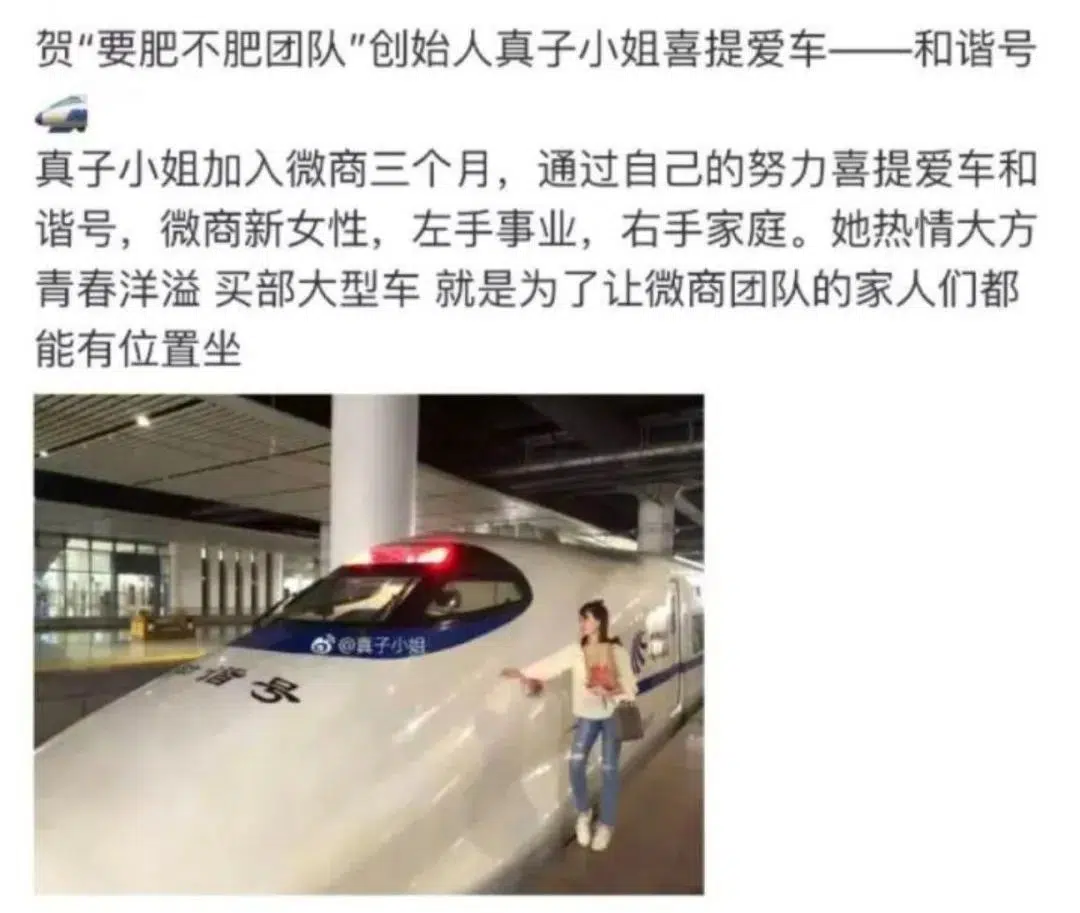 贺“要肥不肥团队”创始人真子小姐喜提爱车——和谐号
真子小姐加入微商三个月，通过自己的努力喜提爱车和
谐号，微商新女性，左手事业，右手家庭。她热情大方
青春洋溢 买部大型车 就是为了让微商团队的家人们都
能有位置坐
@真子小姐
谐号